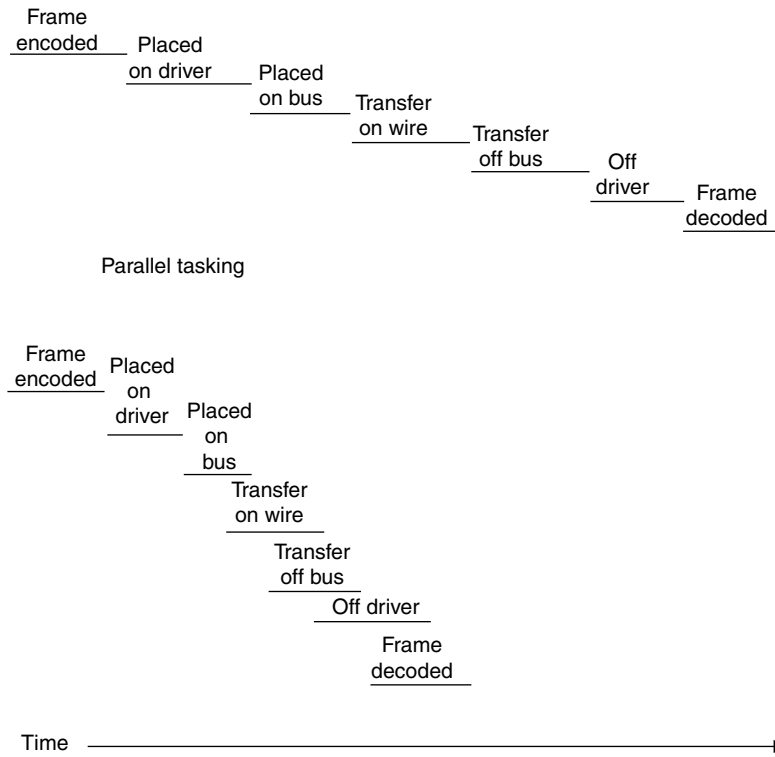 Frame
encoded
Placed
on driver
Placed
on bus
Transfer
on wire
Transfer
off bus
Off
driver
Frame
decoded
Parallel tasking
Frame
encoded
Placed
on
driver
Placed
on
bus
Transfer
on wire
Transfer
off bus
Off driver
Frame
decoded
Time